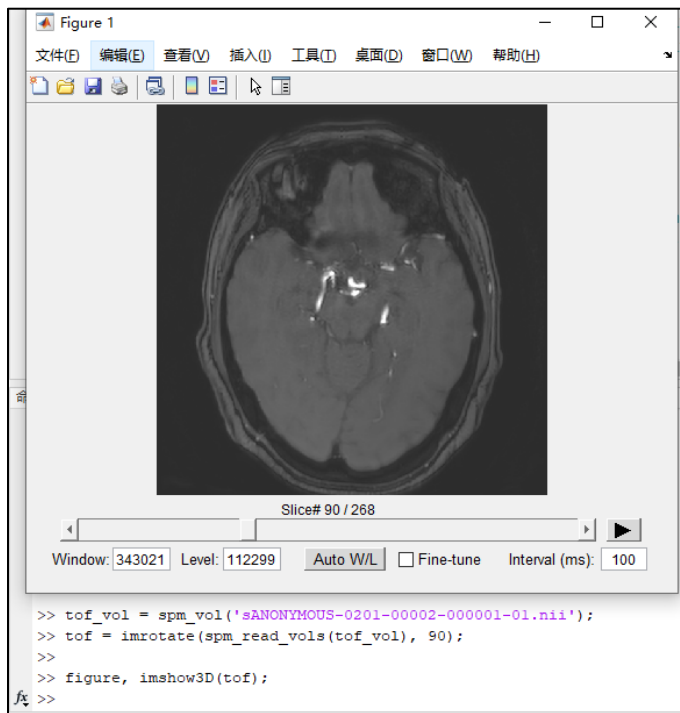 Figure 1
文件(F) 编辑(E) 查看(V) 插入(I) 工具(T) 桌面(D) 窗口(W) 帮助(H)
Slice# 90 / 268
Window: 343021 Level: 112299 Auto W/L Fine-tune Interval (ms): 100
命
>> tof_vol = spm_vol('sANONYMOUS-0201-00002-000001-01.nii');
>> tof = imrotate(spm_read_vols(tof_vol), 90);
>>
>> figure, imshow3D(tof);
fx >>